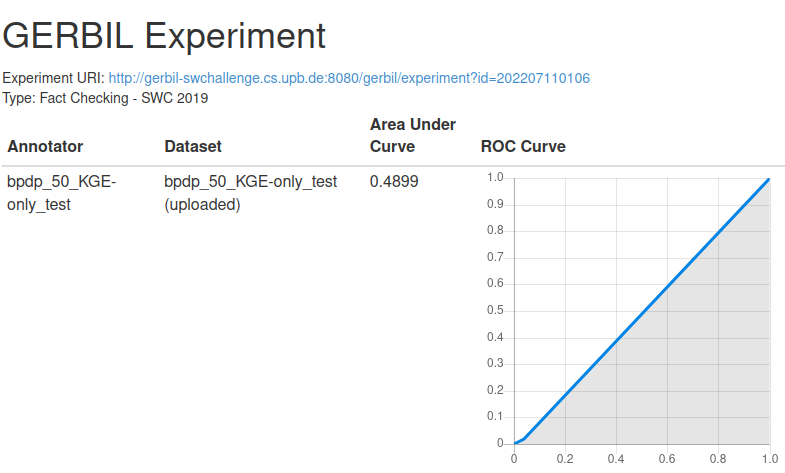 GERBIL Experiment
Experiment URI: http://gerbil-swchallenge.cs.upb.de:8080/gerbil/experiment?id=202207110106
Type: Fact Checking - SWC 2019
Annotator Dataset Area Under Curve ROC Curve
bpdp_50_KGE-
only_test
bpdp_50_KGE-only_test
(uploaded)
0.4899
1.0
0.9
0.8
0.7
0.6
0.5
0.4
0.3
0.2
0.1
0
0 0.2 0.4 0.6 0.8 1.0